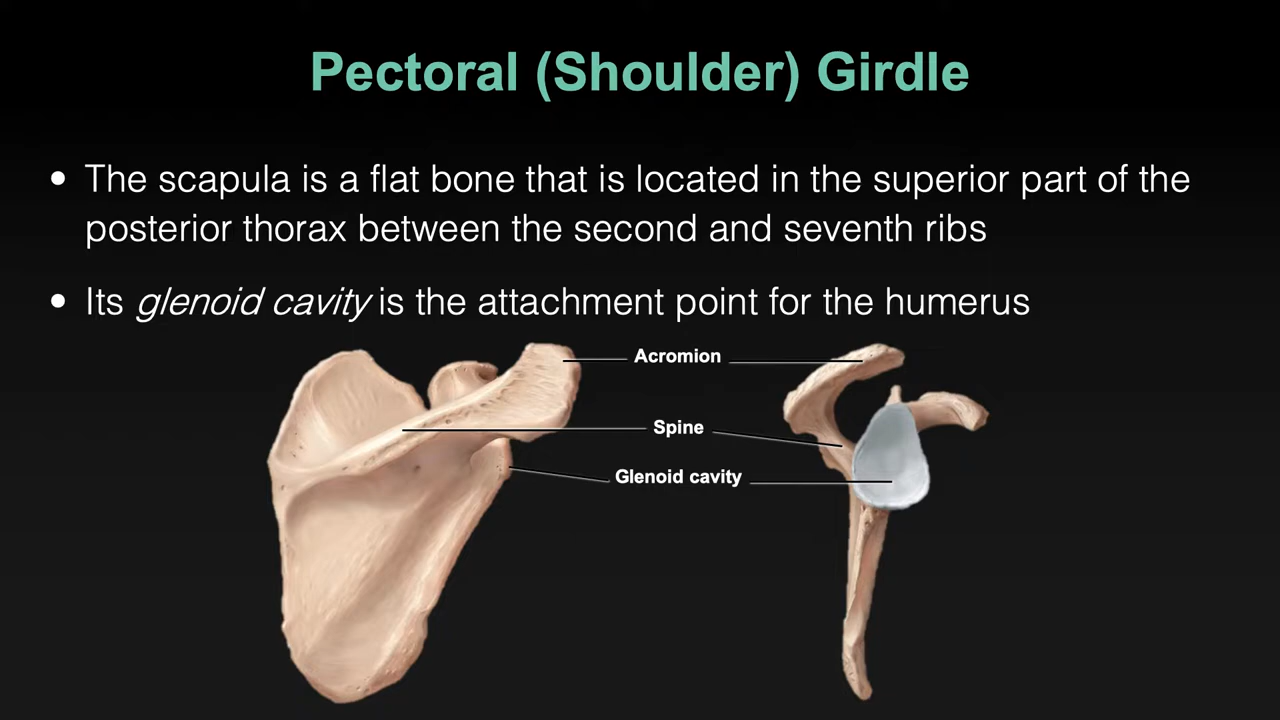 Pectoral (Shoulder) Girdle
• The scapula is a flat bone that is located in the superior part of the
posterior thorax between the second and seventh ribs
• Its glenoid cavity is the attachment point for the humerus
Acromion
Spine
Glenoid cavity